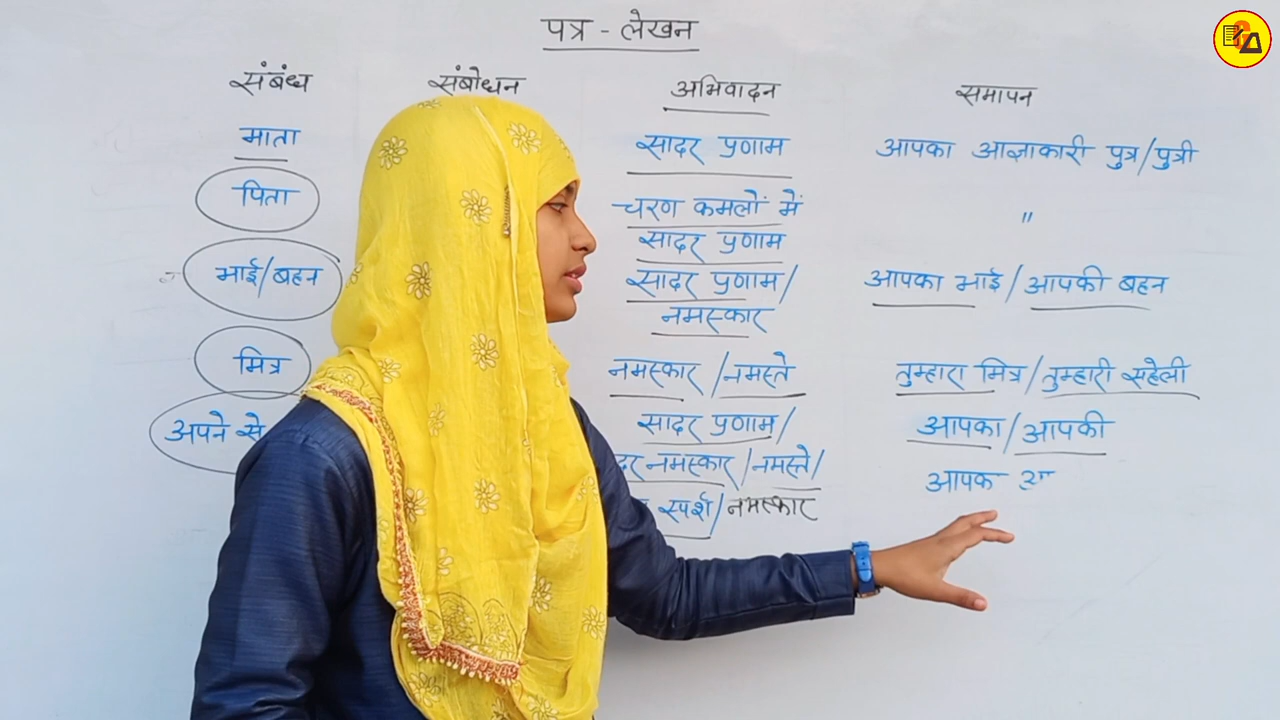 पत्र - लेखन
संबंध संबोधन अभिवादन समापन
माता सादर प्रणाम आपका आज्ञाकारी पुत्र/पुत्री
पिता चरण कमलों में "
सादर प्रणाम
भाई/बहन सादर प्रणाम/ आपका भाई/आपकी बहन
नमस्कार
मित्र नमस्कार/नमस्ते तुम्हारा मित्र/तुम्हारी सहेली
अपने से सादर प्रणाम/ आपका/आपकी
नमस्कार/नमस्ते/ आपक
स्पर्श/नमस्कार